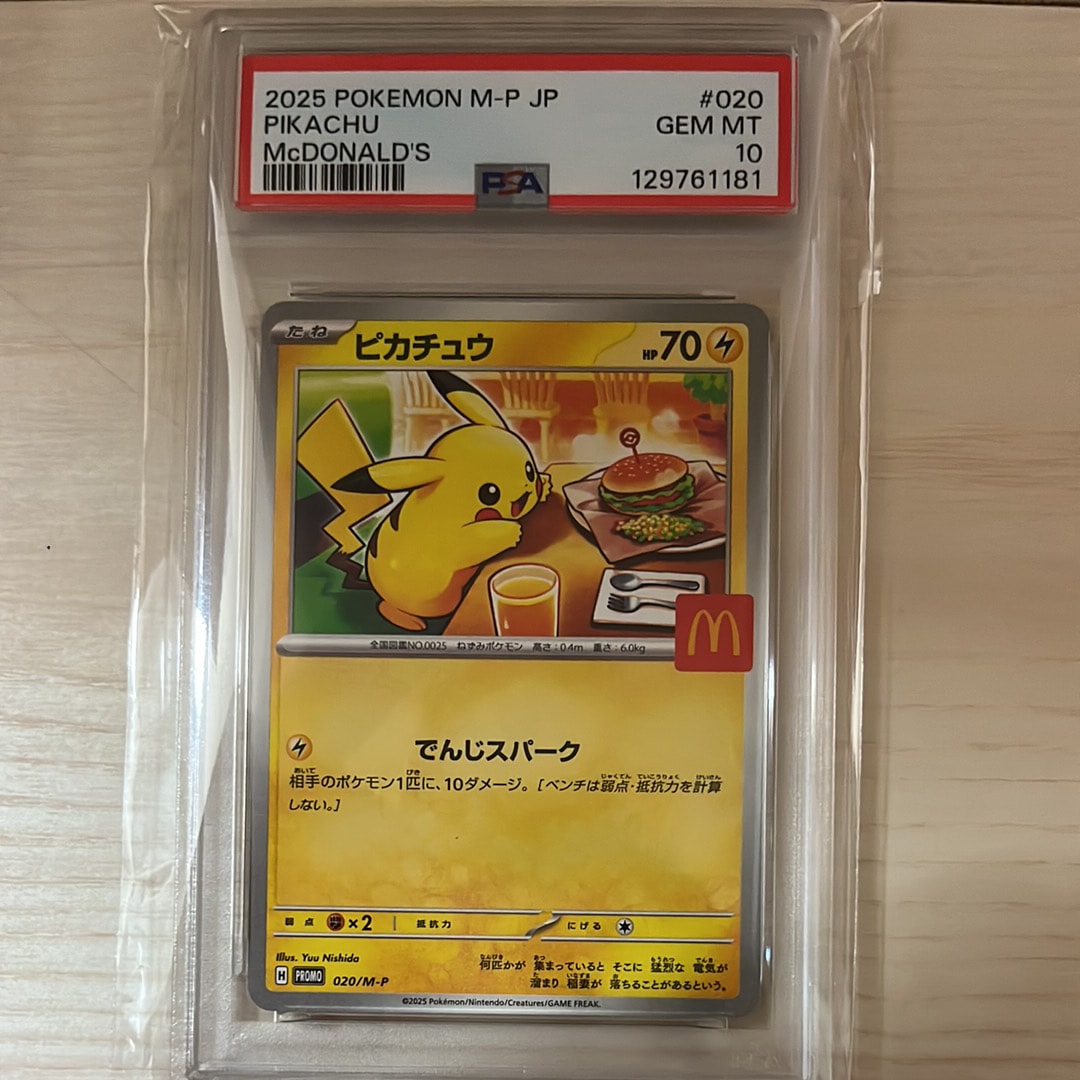 2025 POKEMON M-P JP #020
PIKACHU GEM MT
McDONALD'S 10
PSA 129761181
たね ピカチュウ HP70
全国図鑑NO.0025 ねずみポケモン 高さ:0.4m 重さ:6.0kg
でんじスパーク
相手のポケモン1匹に、10ダメージ。[ベンチは弱点・抵抗力を計算
しない。]
弱点 ×2 抵抗力 にげる
Illus. Yuu Nishida
何匹かが 集まっていると そこに 猛烈な 電気が
溜まり 稲妻が 落ちることがあるという。
H PROMO 020/M-P
©2025 Pokémon/Nintendo/Creatures/GAME FREAK.